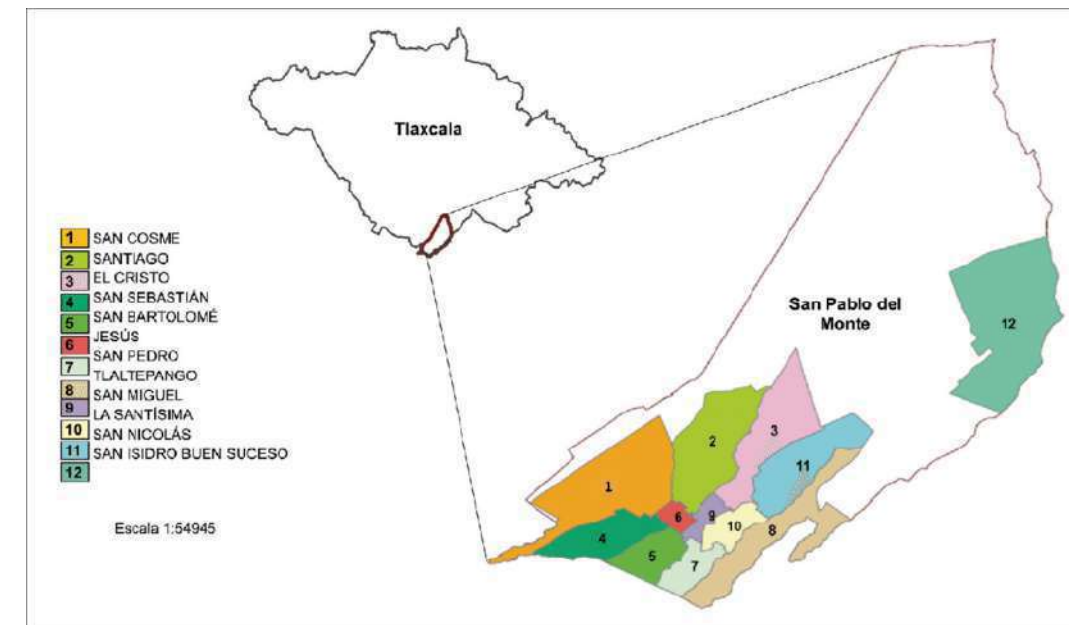 Tlaxcala
1 SAN COSME
2 SANTIAGO
3 EL CRISTO
4 SAN SEBASTIÁN
5 SAN BARTOLOMÉ
6 JESÚS
7 SAN PEDRO
TLALTEPANGO
8 SAN MIGUEL
9 LA SANTÍSIMA
10 SAN NICOLÁS
11 SAN ISIDRO BUEN SUCESO
12
Escala 1:54945
San Pablo del
Monte
12
3
2
11
1
6
9
10
8
4
5
7